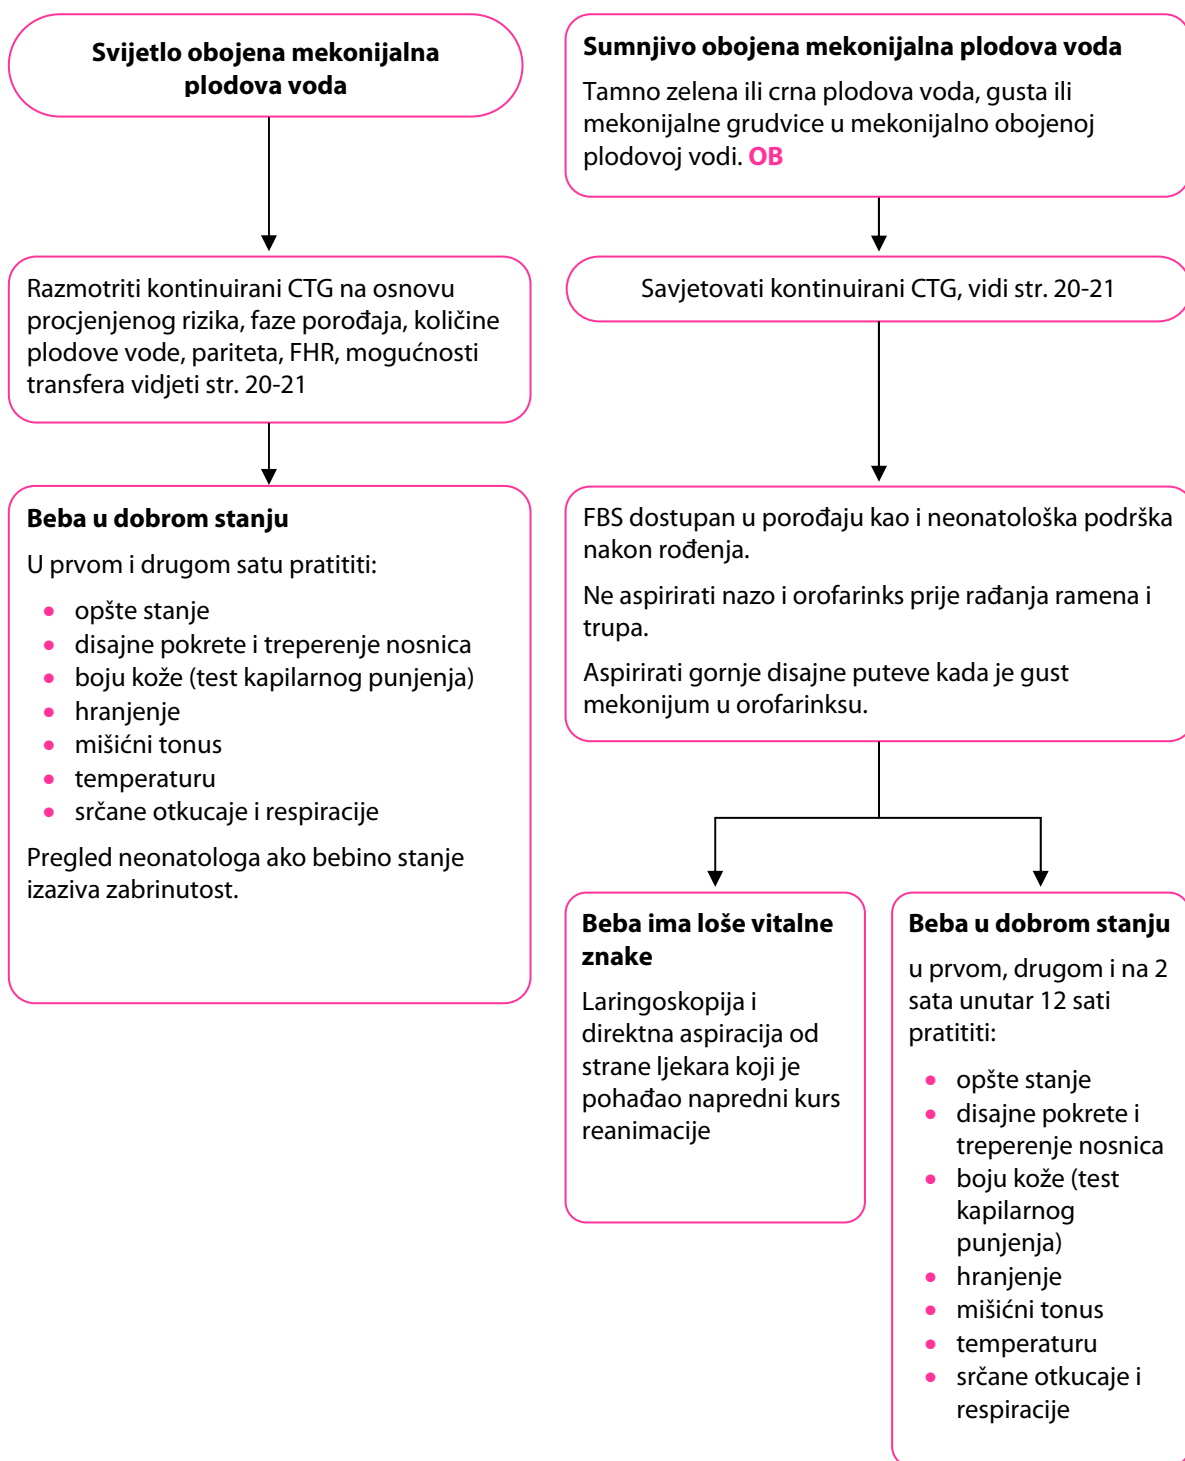 Svijetlo obojena mekonijalna
plodova voda
Razmotriti kontinuirani CTG na osnovu
procjenjenog rizika, faze porođaja, količine
plodove vode, pariteta, FHR, mogućnosti
transfera vidjeti str. 20-21
Beba u dobrom stanju
U prvom i drugom satu pratititi:
• opšte stanje
• disajne pokrete i treperenje nosnica
• boju kože (test kapilarnog punjenja)
• hranjenje
• mišićni tonus
• temperaturu
• srčane otkucaje i respiracije
Pregled neonatologa ako bebino stanje
izaziva zabrinutost.
Sumnjivo obojena mekonijalna plodova voda
Tamno zelena ili crna plodova voda, gusta ili
mekonijalne grudvice u mekonijalno obojenoj
plodovoj vodi. OB
Savjetovati kontinuirani CTG, vidi str. 20-21
FBS dostupan u porođaju kao i neonatološka podrška
nakon rođenja.
Ne aspirirati nazo i orofarinks prije rađanja ramena i
trupa.
Aspirirati gornje disajne puteve kada je gust
mekonijum u orofarinksu.
Beba ima loše vitalne
znake
Laringoskopija i
direktna aspiracija od
strane ljekara koji je
pohađao napredni kurs
reanimacije
Beba u dobrom stanju
u prvom, drugom i na 2
sata unutar 12 sati
pratititi:
• opšte stanje
• disajne pokrete i
treperenje nosnica
• boju kože (test
kapilarnog
punjenja)
• hranjenje
• mišićni tonus
• temperaturu
• srčane otkucaje i
respiracije